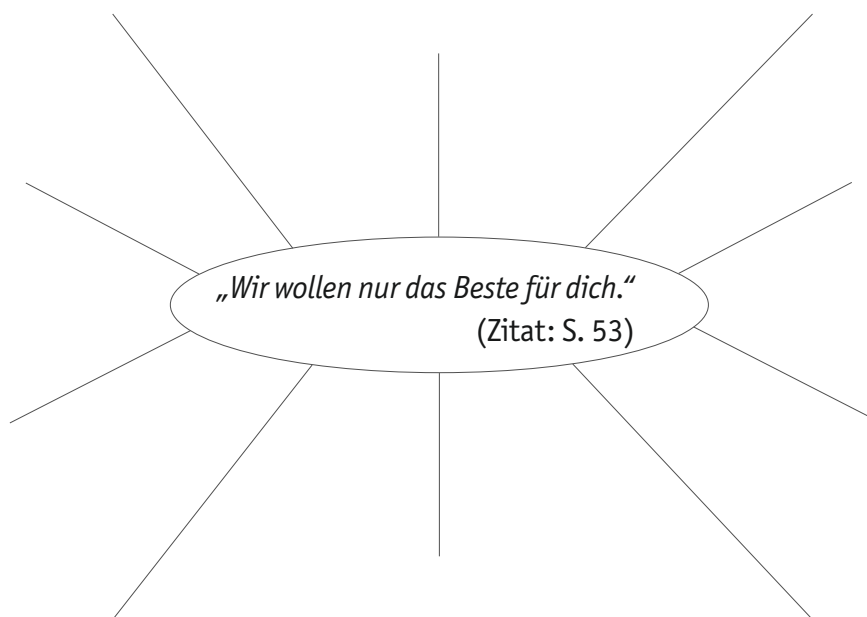 „Wir wollen nur das Beste für dich.“
(Zitat: S. 53)